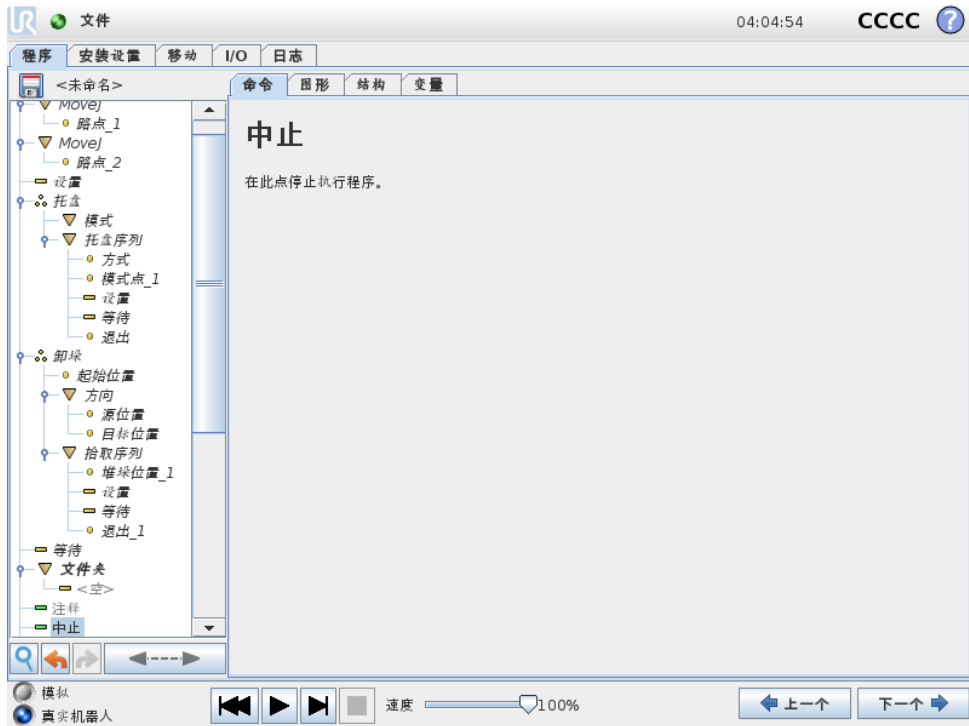 UR 文件 04:04:54 CCCC ?
程序 安装设置 移动 I/O 日志
<未命名>
命令 图形 结构 变量
MoveJ
路点_1
MoveJ
路点_2
设置
托盘
模式
托盘序列
方式
模式点_1
设置
等待
退出
卸垛
起始位置
方向
源位置
目标位置
拾取序列
堆垛位置_1
设置
等待
退出_1
等待
文件夹
<空>
注释
中止
中止
在此点停止执行程序。
模拟
真实机器人
速度 100%
上一个 下一个